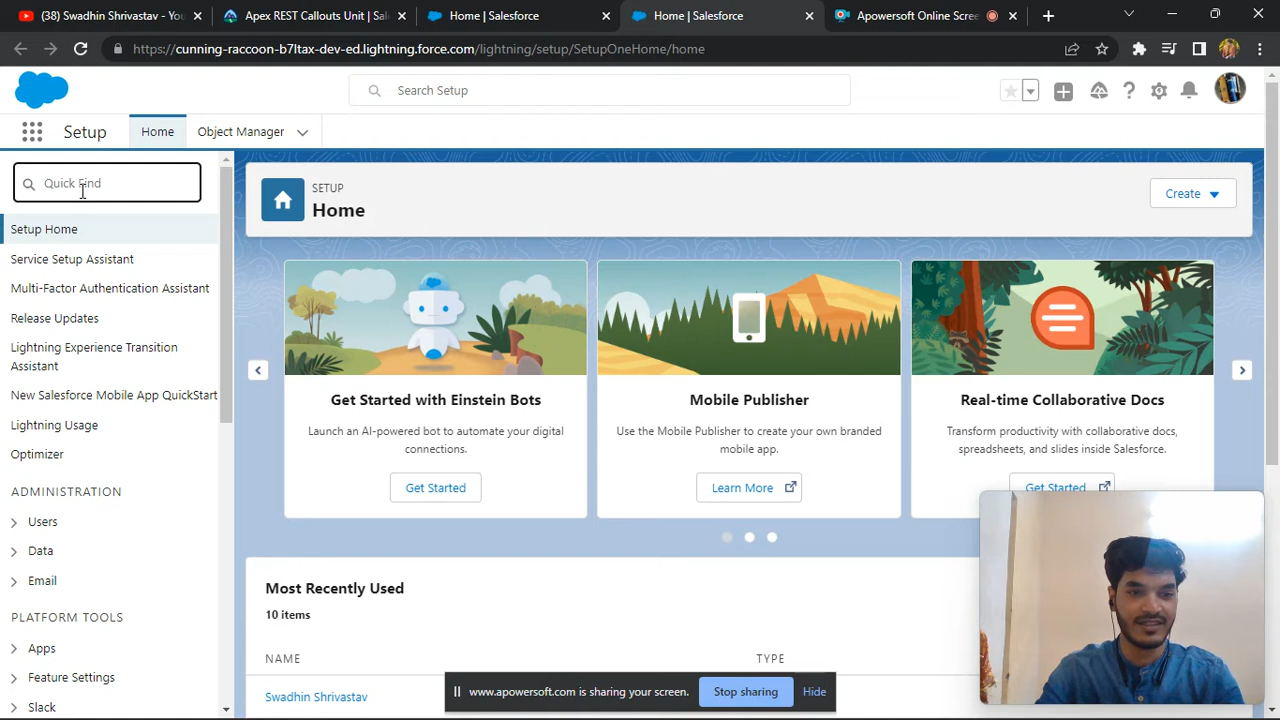 (38) Swadhin Shrivastav - You
Apex REST Callouts Unit | Sal
Home | Salesforce
Home | Salesforce
Apowersoft Online Scre
https://cunning-raccoon-b7ltax-dev-ed.lightning.force.com/lightning/setup/SetupOneHome/home
Search Setup
Setup
Home
Object Manager
Quick Find
Setup Home
Service Setup Assistant
Multi-Factor Authentication Assistant
Release Updates
Lightning Experience Transition
Assistant
New Salesforce Mobile App QuickStart
Lightning Usage
Optimizer
ADMINISTRATION
Users
Data
Email
PLATFORM TOOLS
Apps
Feature Settings
Slack
SETUP
Home
Create
Get Started with Einstein Bots
Launch an AI-powered bot to automate your digital
connections.
Get Started
Mobile Publisher
Use the Mobile Publisher to create your own branded
mobile app.
Learn More
Real-time Collaborative Docs
Transform productivity with collaborative docs,
spreadsheets, and slides inside Salesforce.
Get Started
Most Recently Used
10 items
NAME
TYPE
Swadhin Shrivastav
www.apowersoft.com is sharing your screen.
Stop sharing
Hide